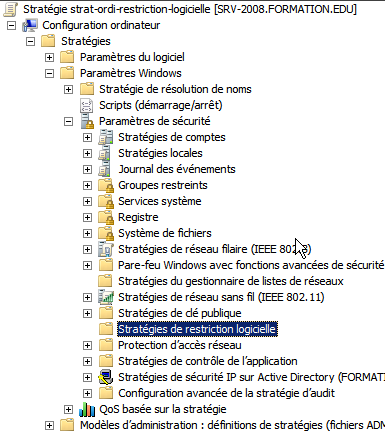 Stratégie strat-ordi-restriction-logicielle [SRV-2008.FORMATION.EDU]
Configuration ordinateur
Stratégies
Paramètres du logiciel
Paramètres Windows
Stratégie de résolution de noms
Scripts (démarrage/arrêt)
Paramètres de sécurité
Stratégies de comptes
Stratégies locales
Journal des événements
Groupes restreints
Services système
Registre
Système de fichiers
Stratégies de réseau filaire (IEEE 802.3)
Pare-feu Windows avec fonctions avancées de sécurité
Stratégies du gestionnaire de listes de réseaux
Stratégies de réseau sans fil (IEEE 802.11)
Stratégies de clé publique
Stratégies de restriction logicielle
Protection d'accès réseau
Stratégies de contrôle de l'application
Stratégies de sécurité IP sur Active Directory (FORMATI
Configuration avancée de la stratégie d'audit
QoS basée sur la stratégie
Modèles d'administration : définitions de stratégies (fichiers ADM